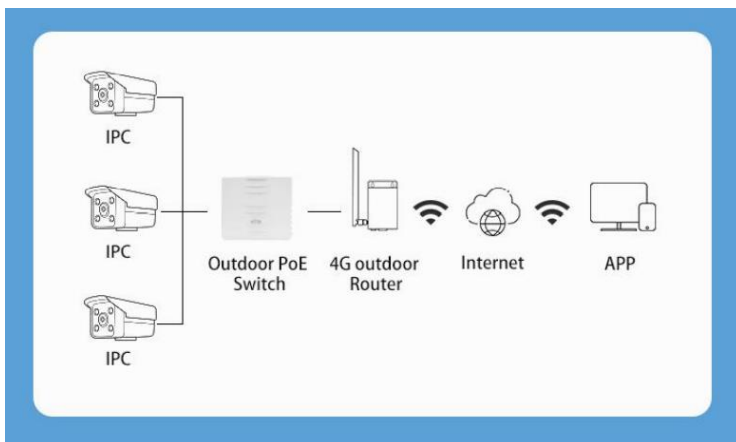 IPC
IPC
IPC
Outdoor PoE
Switch
4G outdoor
Router
Internet
APP